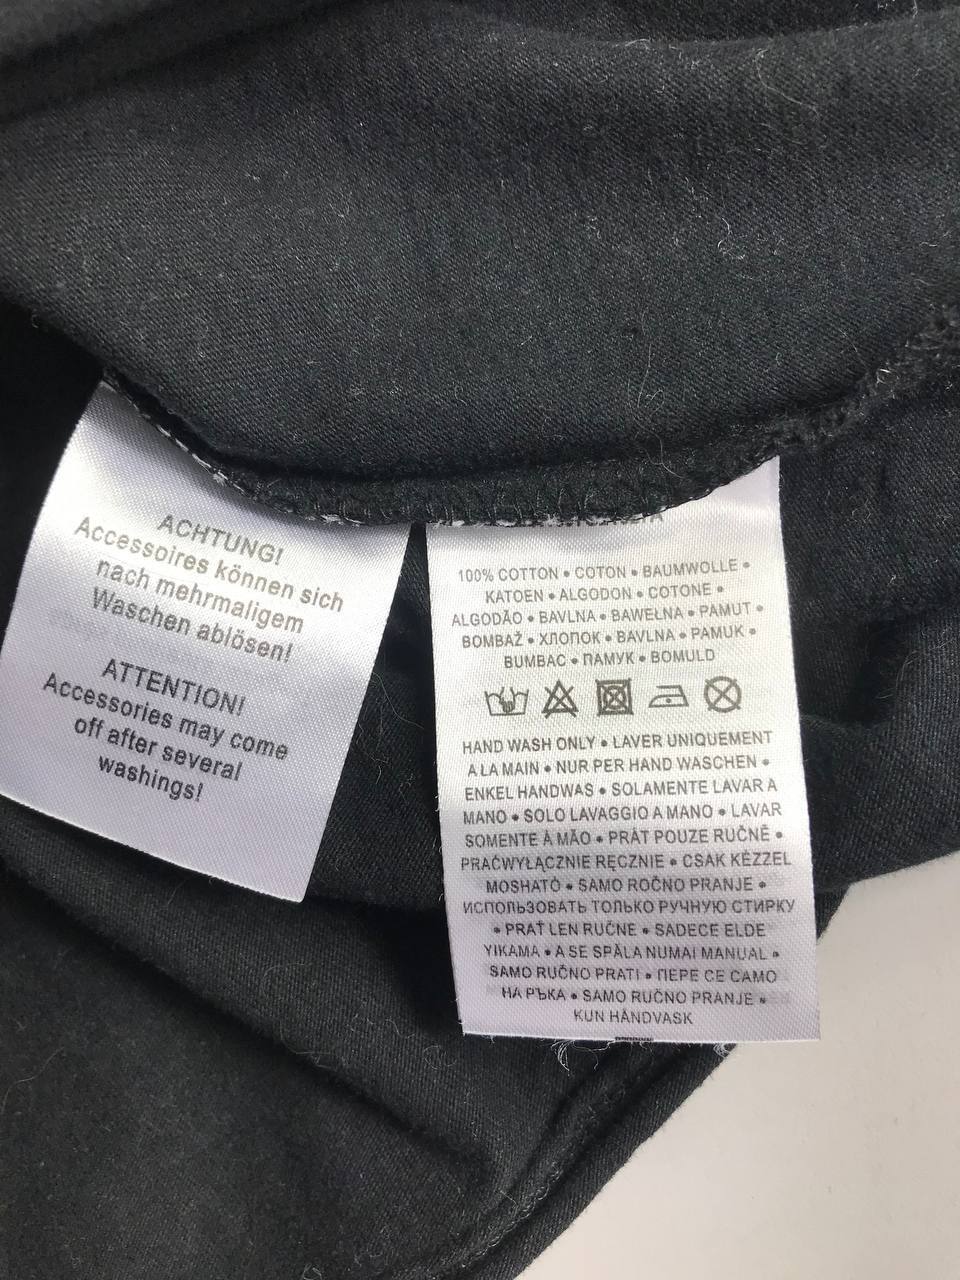 ACHTUNG!
Accessoires können sich
nach mehrmaligem
Waschen ablösen!
ATTENTION!
Accessories may come
off after several
washings!
100% COTTON • COTON • BAUMWOLLE •
KATOEN • ALGODON • COTONE •
ALGODÃO • BAVLNA • BAWEŁNA • PAMUT •
BOMBAŽ • ХЛОПОК • BAVLNA • PAMUK •
BUMBAC • ПАМУК • BOMULD
HAND WASH ONLY • LAVER UNIQUEMENT
A LA MAIN • NUR PER HAND WASCHEN •
ENKEL HANDWAS • SOLAMENTE LAVAR A
MANO • SOLO LAVAGGIO A MANO • LAVAR
SOMENTE À MÃO • PRÁT POUZE RUČNĚ •
PRAĆWYŁĄCZNIE RĘCZNIE • CSAK KÉZZEL
MOSHATÓ • SAMO ROČNO PRANJE •
ИСПОЛЬЗОВАТЬ ТОЛЬКО РУЧНУЮ СТИРКУ
• PRAŤ LEN RUČNE • SADECE ELDE
YIKAMA • A SE SPĂLA NUMAI MANUAL •
SAMO RUČNO PRATI • ПЕРЕ СЕ САМО
НА РЪКА • SAMO RUČNO PRANJE •
KUN HÅNDVASK